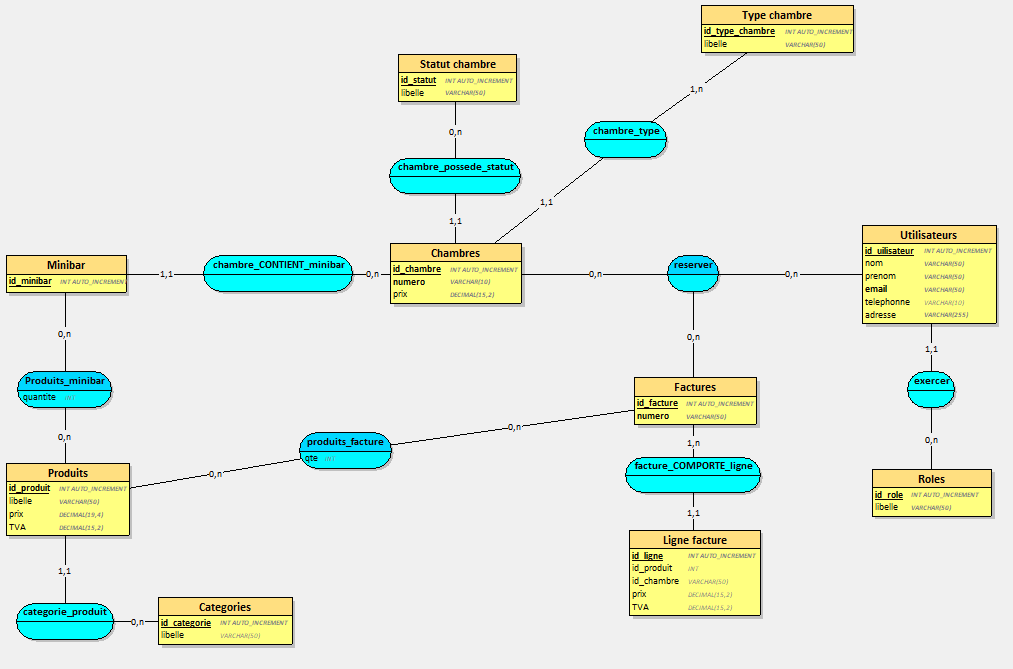 Type chambre
id_type_chambre INT AUTO_INCREMENT
libelle VARCHAR(50)
Statut chambre
id_statut INT AUTO_INCREMENT
libelle VARCHAR(50)
1,n
0,n
chambre_type
chambre_possede_statut
1,1
1,1
Utilisateurs
id_uilisateur INT AUTO_INCREMENT
nom VARCHAR(50)
prenom VARCHAR(50)
email VARCHAR(50)
telephonne VARCHAR(10)
adresse VARCHAR(255)
Chambres
id_chambre INT AUTO_INCREMENT
numero VARCHAR(10)
prix DECIMAL(15,2)
Minibar
id_minibar INT AUTO_INCREMENT
1,1
chambre_CONTIENT_minibar
0,n
0,n
reserver
0,n
0,n
0,n
1,1
Produits_minibar
quantite INT
exercer
Factures
id_facture INT AUTO_INCREMENT
numero VARCHAR(50)
0,n
0,n
produits_facture
qte INT
0,n
0,n
1,n
facture_COMPORTE_ligne
Produits
id_produit INT AUTO_INCREMENT
libelle VARCHAR(50)
prix DECIMAL(19,4)
TVA DECIMAL(15,2)
Roles
id_role INT AUTO_INCREMENT
libelle VARCHAR(50)
1,1
Ligne facture
id_ligne INT AUTO_INCREMENT
id_produit INT
id_chambre VARCHAR(50)
prix DECIMAL(15,2)
TVA DECIMAL(15,2)
1,1
categorie_produit
0,n
Categories
id_categorie INT AUTO_INCREMENT
libelle VARCHAR(50)